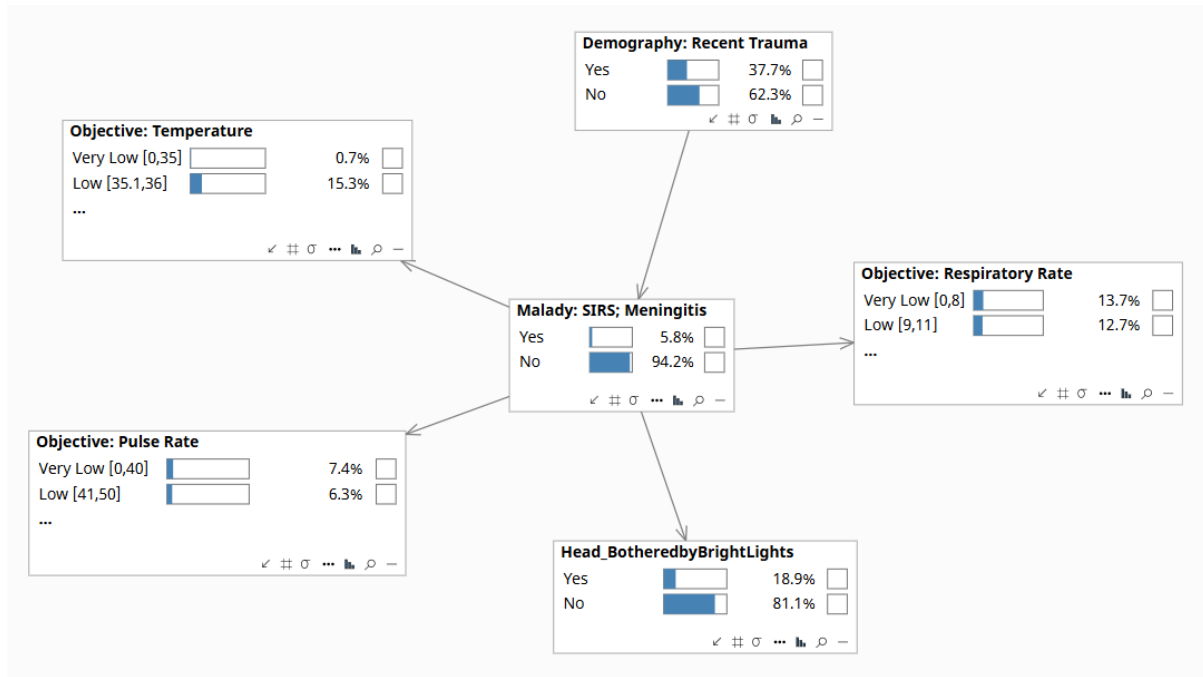 Demography: Recent Trauma
Yes 37.7%
No 62.3%
Objective: Temperature
Very Low [0,35] 0.7%
Low [35.1,36] 15.3%
...
Objective: Respiratory Rate
Very Low [0,8] 13.7%
Low [9,11] 12.7%
...
Malady: SIRS; Meningitis
Yes 5.8%
No 94.2%
Objective: Pulse Rate
Very Low [0,40] 7.4%
Low [41,50] 6.3%
...
Head_BotheredbyBrightLights
Yes 18.9%
No 81.1%